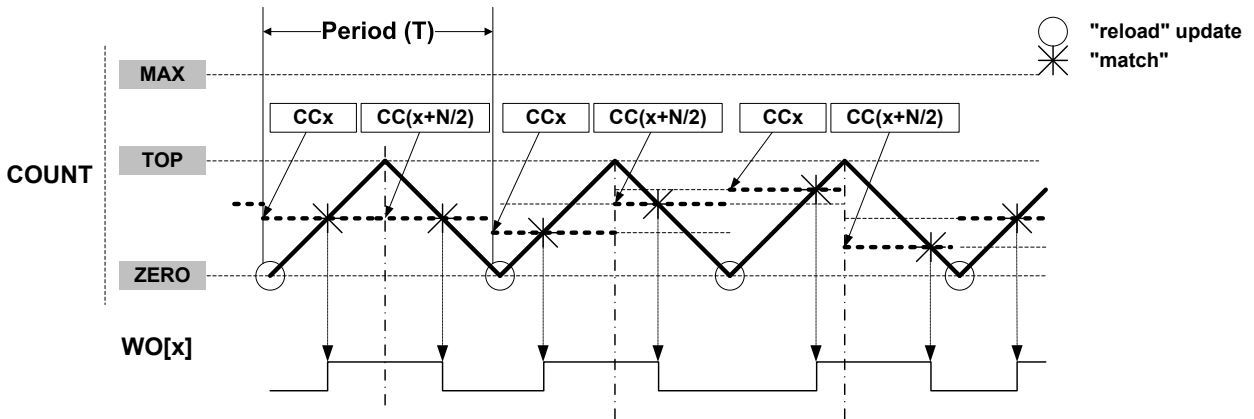 Period (T)
"reload" update
"match"
MAX
CCx
CC(x+N/2)
CCx
CC(x+N/2)
CCx
CC(x+N/2)
TOP
COUNT
ZERO
WO[x]